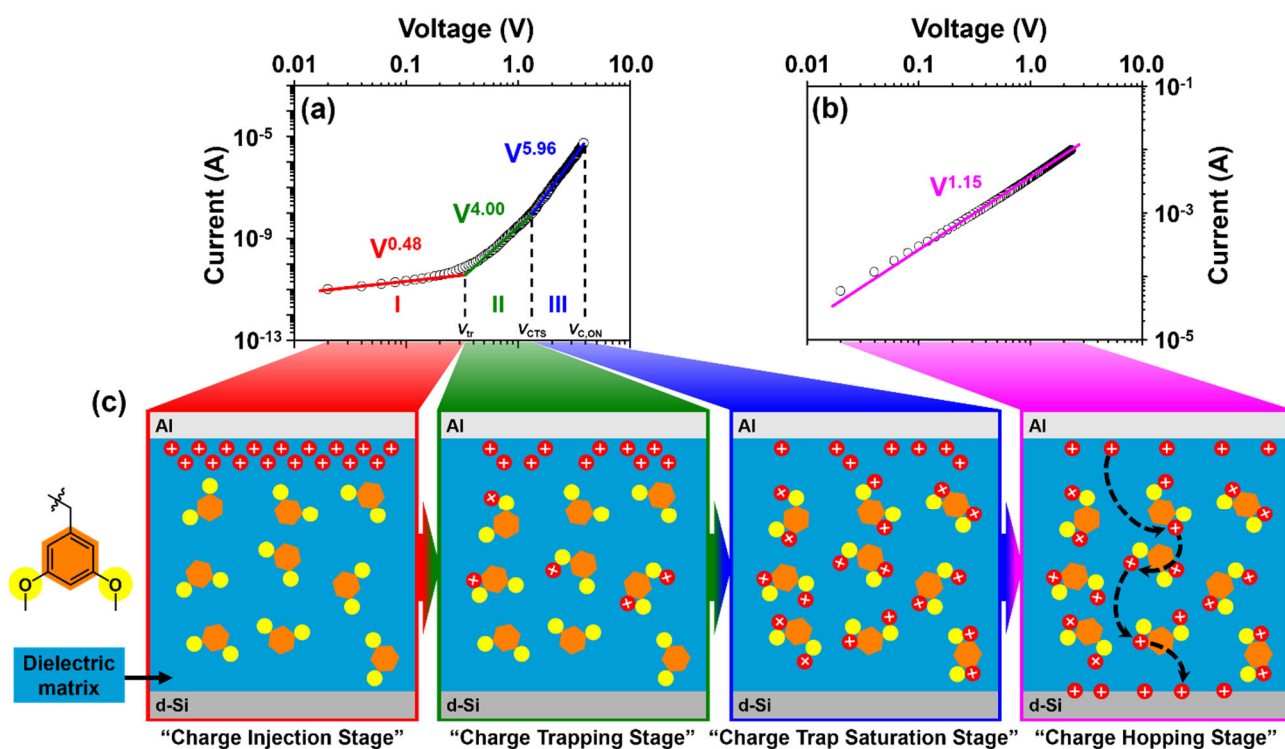 Voltage (V)
0.01 0.1 1.0 10.0
(a)
Current (A)
10⁻⁵
10⁻⁹
10⁻¹³
V⁵·⁹⁶
V⁴·⁰⁰
V⁰·⁴⁸
I II III
Vtr VCTS VC,ON
Voltage (V)
0.01 0.1 1.0 10.0
(b)
10⁻¹
10⁻³
10⁻⁵
Current (A)
V¹·¹⁵
(c)
Al
Al
Al
Al
O O
Dielectric
matrix
d-Si
d-Si
d-Si
d-Si
“Charge Injection Stage”
“Charge Trapping Stage”
“Charge Trap Saturation Stage”
“Charge Hopping Stage”